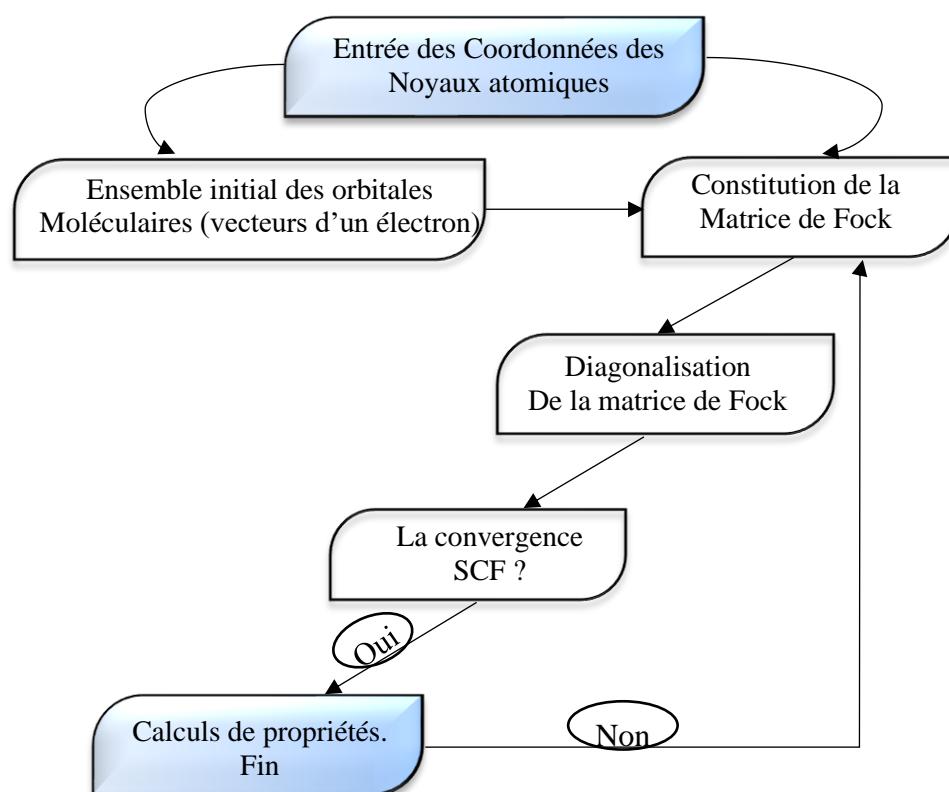 Entrée des Coordonnées des
Noyaux atomiques
Ensemble initial des orbitales
Moléculaires (vecteurs d’un électron)
Constitution de la
Matrice de Fock
Diagonalisation
De la matrice de Fock
La convergence
SCF ?
Oui
Calculs de propriétés.
Fin
Non